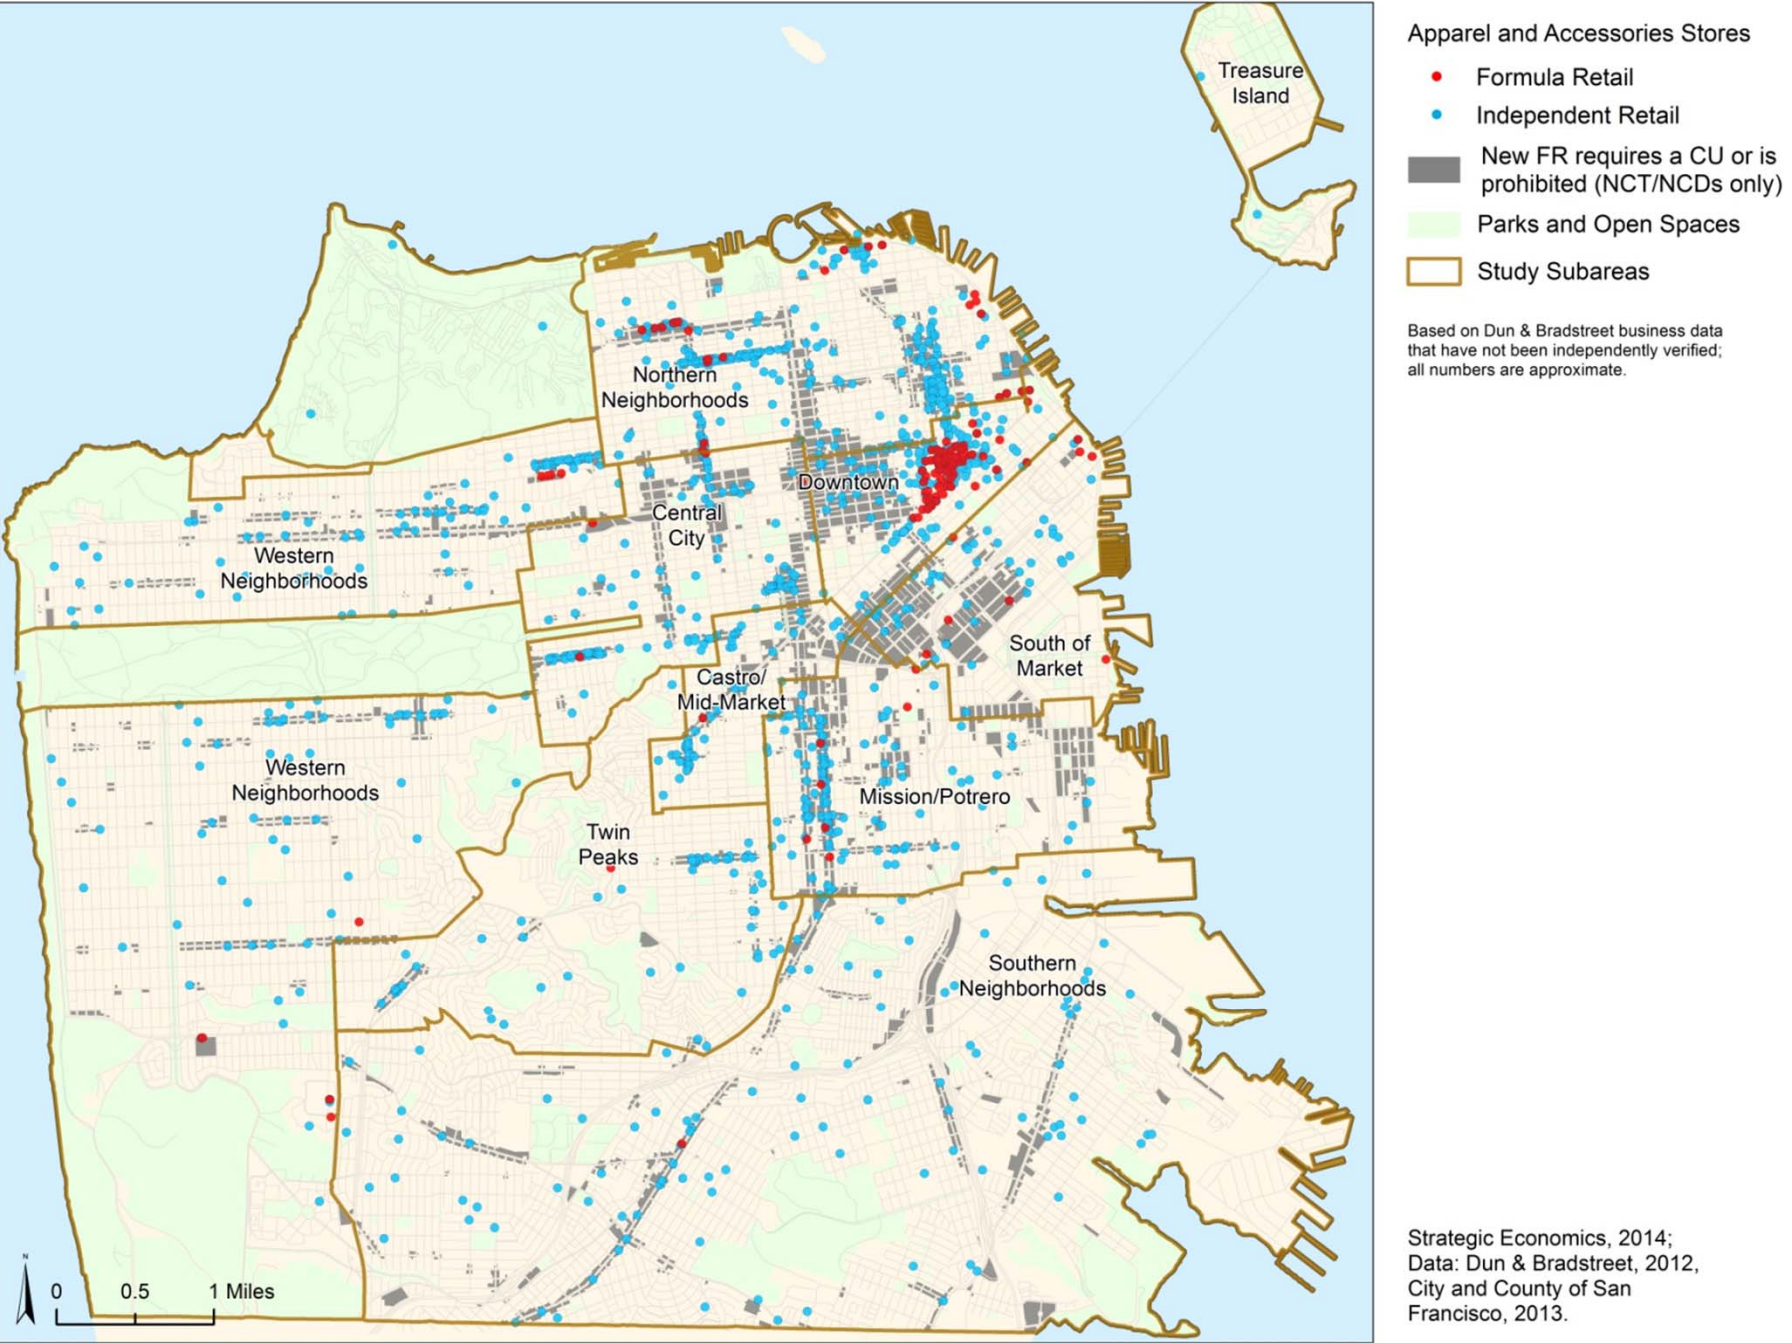 Treasure
Island
Northern
Neighborhoods
Downtown
Central
City
Western
Neighborhoods
South of
Market
Castro/
Mid-Market
Western
Neighborhoods
Mission/Potrero
Twin
Peaks
Southern
Neighborhoods
N
0 0.5 1 Miles
Apparel and Accessories Stores
Formula Retail
Independent Retail
New FR requires a CU or is
prohibited (NCT/NCDs only)
Parks and Open Spaces
Study Subareas
Based on Dun & Bradstreet business data
that have not been independently verified;
all numbers are approximate.
Strategic Economics, 2014;
Data: Dun & Bradstreet, 2012,
City and County of San
Francisco, 2013.